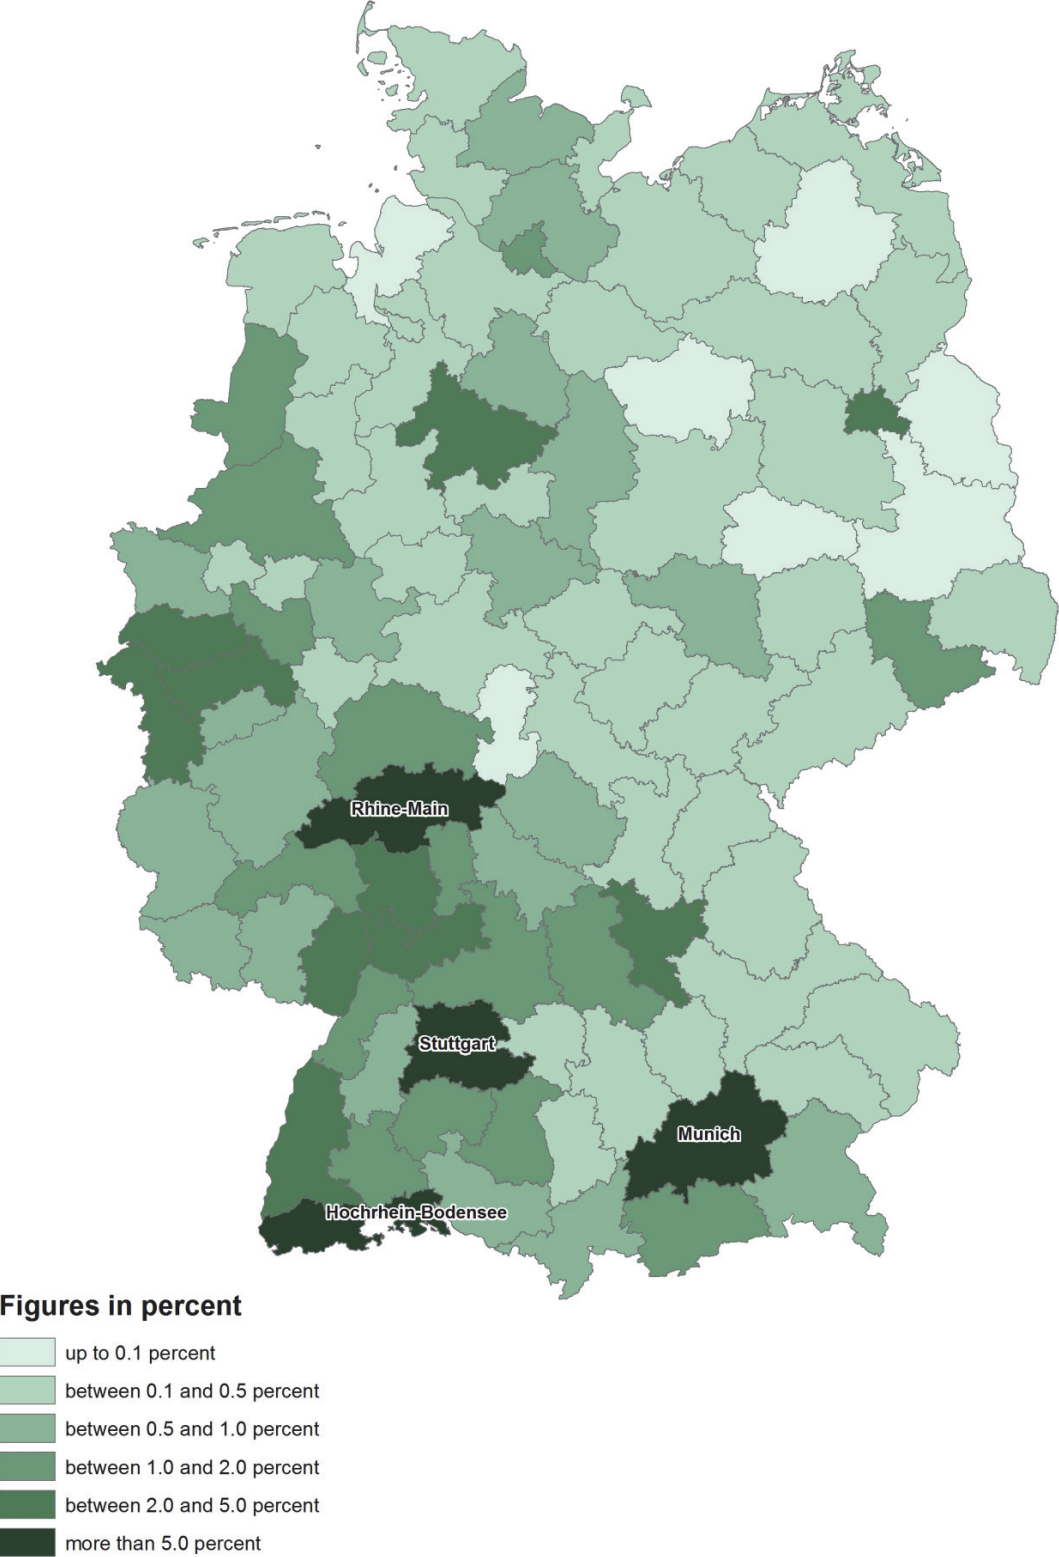 Rhine-Main
Stuttgart
Munich
Hochrhein-Bodensee
Figures in percent
up to 0.1 percent
between 0.1 and 0.5 percent
between 0.5 and 1.0 percent
between 1.0 and 2.0 percent
between 2.0 and 5.0 percent
more than 5.0 percent